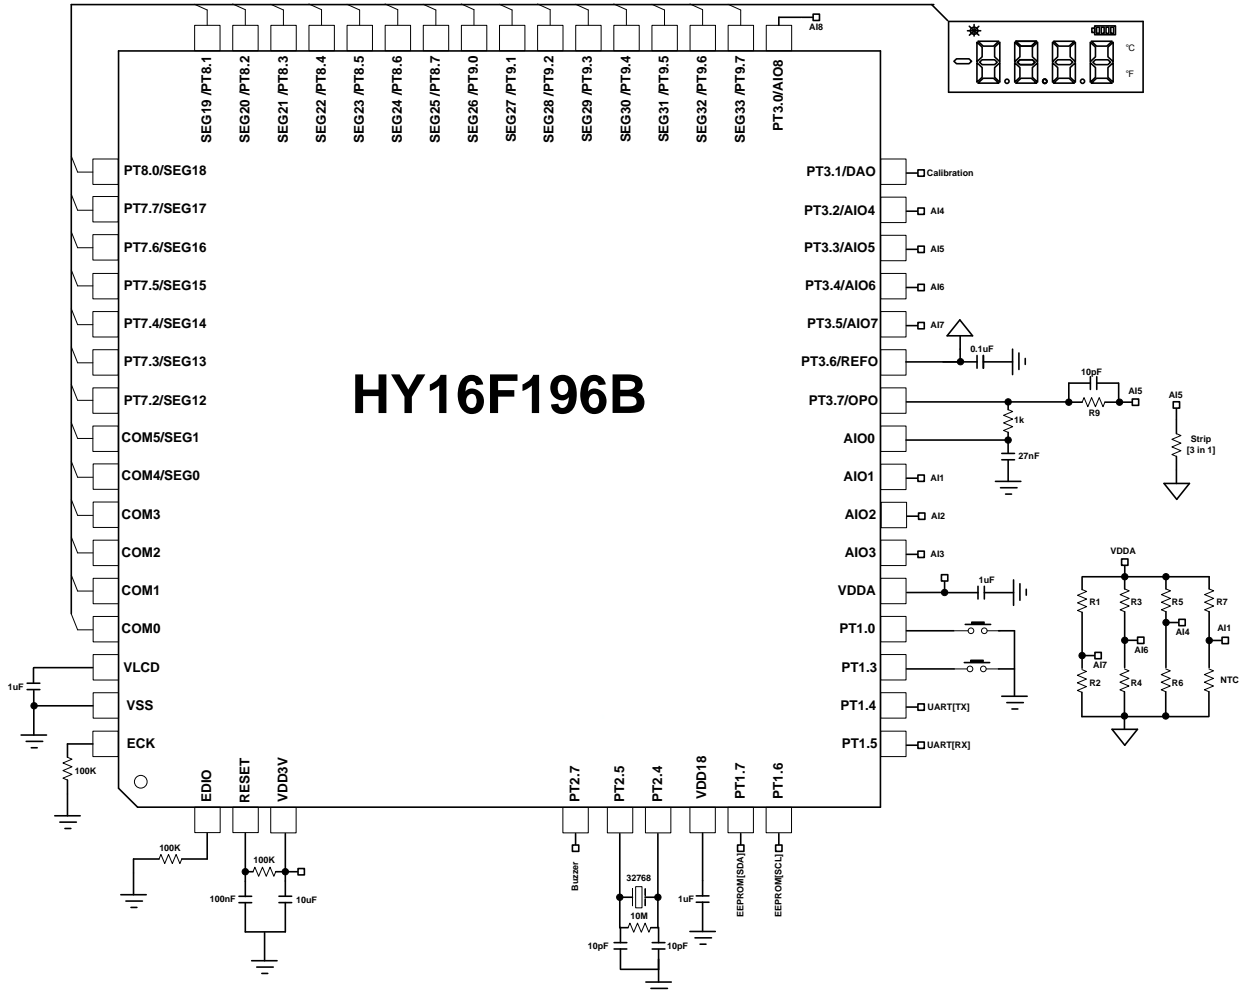 SEG19 /PT8.1
SEG20 /PT8.2
SEG21 /PT8.3
SEG22 /PT8.4
SEG23 /PT8.5
SEG24 /PT8.6
SEG25 /PT8.7
SEG26 /PT9.0
SEG27 /PT9.1
SEG28 /PT9.2
SEG29 /PT9.3
SEG30 /PT9.4
SEG31 /PT9.5
SEG32 /PT9.6
SEG33 /PT9.7
PT3.0/AIO8
AI8
8.8.8.8
°C
°F
PT8.0/SEG18
PT7.7/SEG17
PT7.6/SEG16
PT7.5/SEG15
PT7.4/SEG14
PT7.3/SEG13
PT7.2/SEG12
COM5/SEG1
COM4/SEG0
COM3
COM2
COM1
COM0
VLCD
VSS
ECK
1uF
100K
HY16F196B
PT3.1/DAO
Calibration
PT3.2/AIO4
AI4
PT3.3/AIO5
AI5
PT3.4/AIO6
AI6
PT3.5/AIO7
AI7
PT3.6/REFO
0.1uF
PT3.7/OPO
10pF
R9
AI5
1k
AIO0
27nF
AIO1
AI1
AIO2
AI2
AIO3
AI3
VDDA
1uF
PT1.0
PT1.3
PT1.4
UART[TX]
PT1.5
UART[RX]
AI5
Strip
[3 in 1]
VDDA
R1
R3
R5
R7
AI7
AI6
AI4
AI1
R2
R4
R6
NTC
EDIO
RESET
VDD3V
PT2.7
PT2.5
PT2.4
VDD18
PT1.7
PT1.6
100K
100K
100nF
10uF
Buzzer
32768
10M
10pF
10pF
1uF
EEPROM[SDA]
EEPROM[SCL]